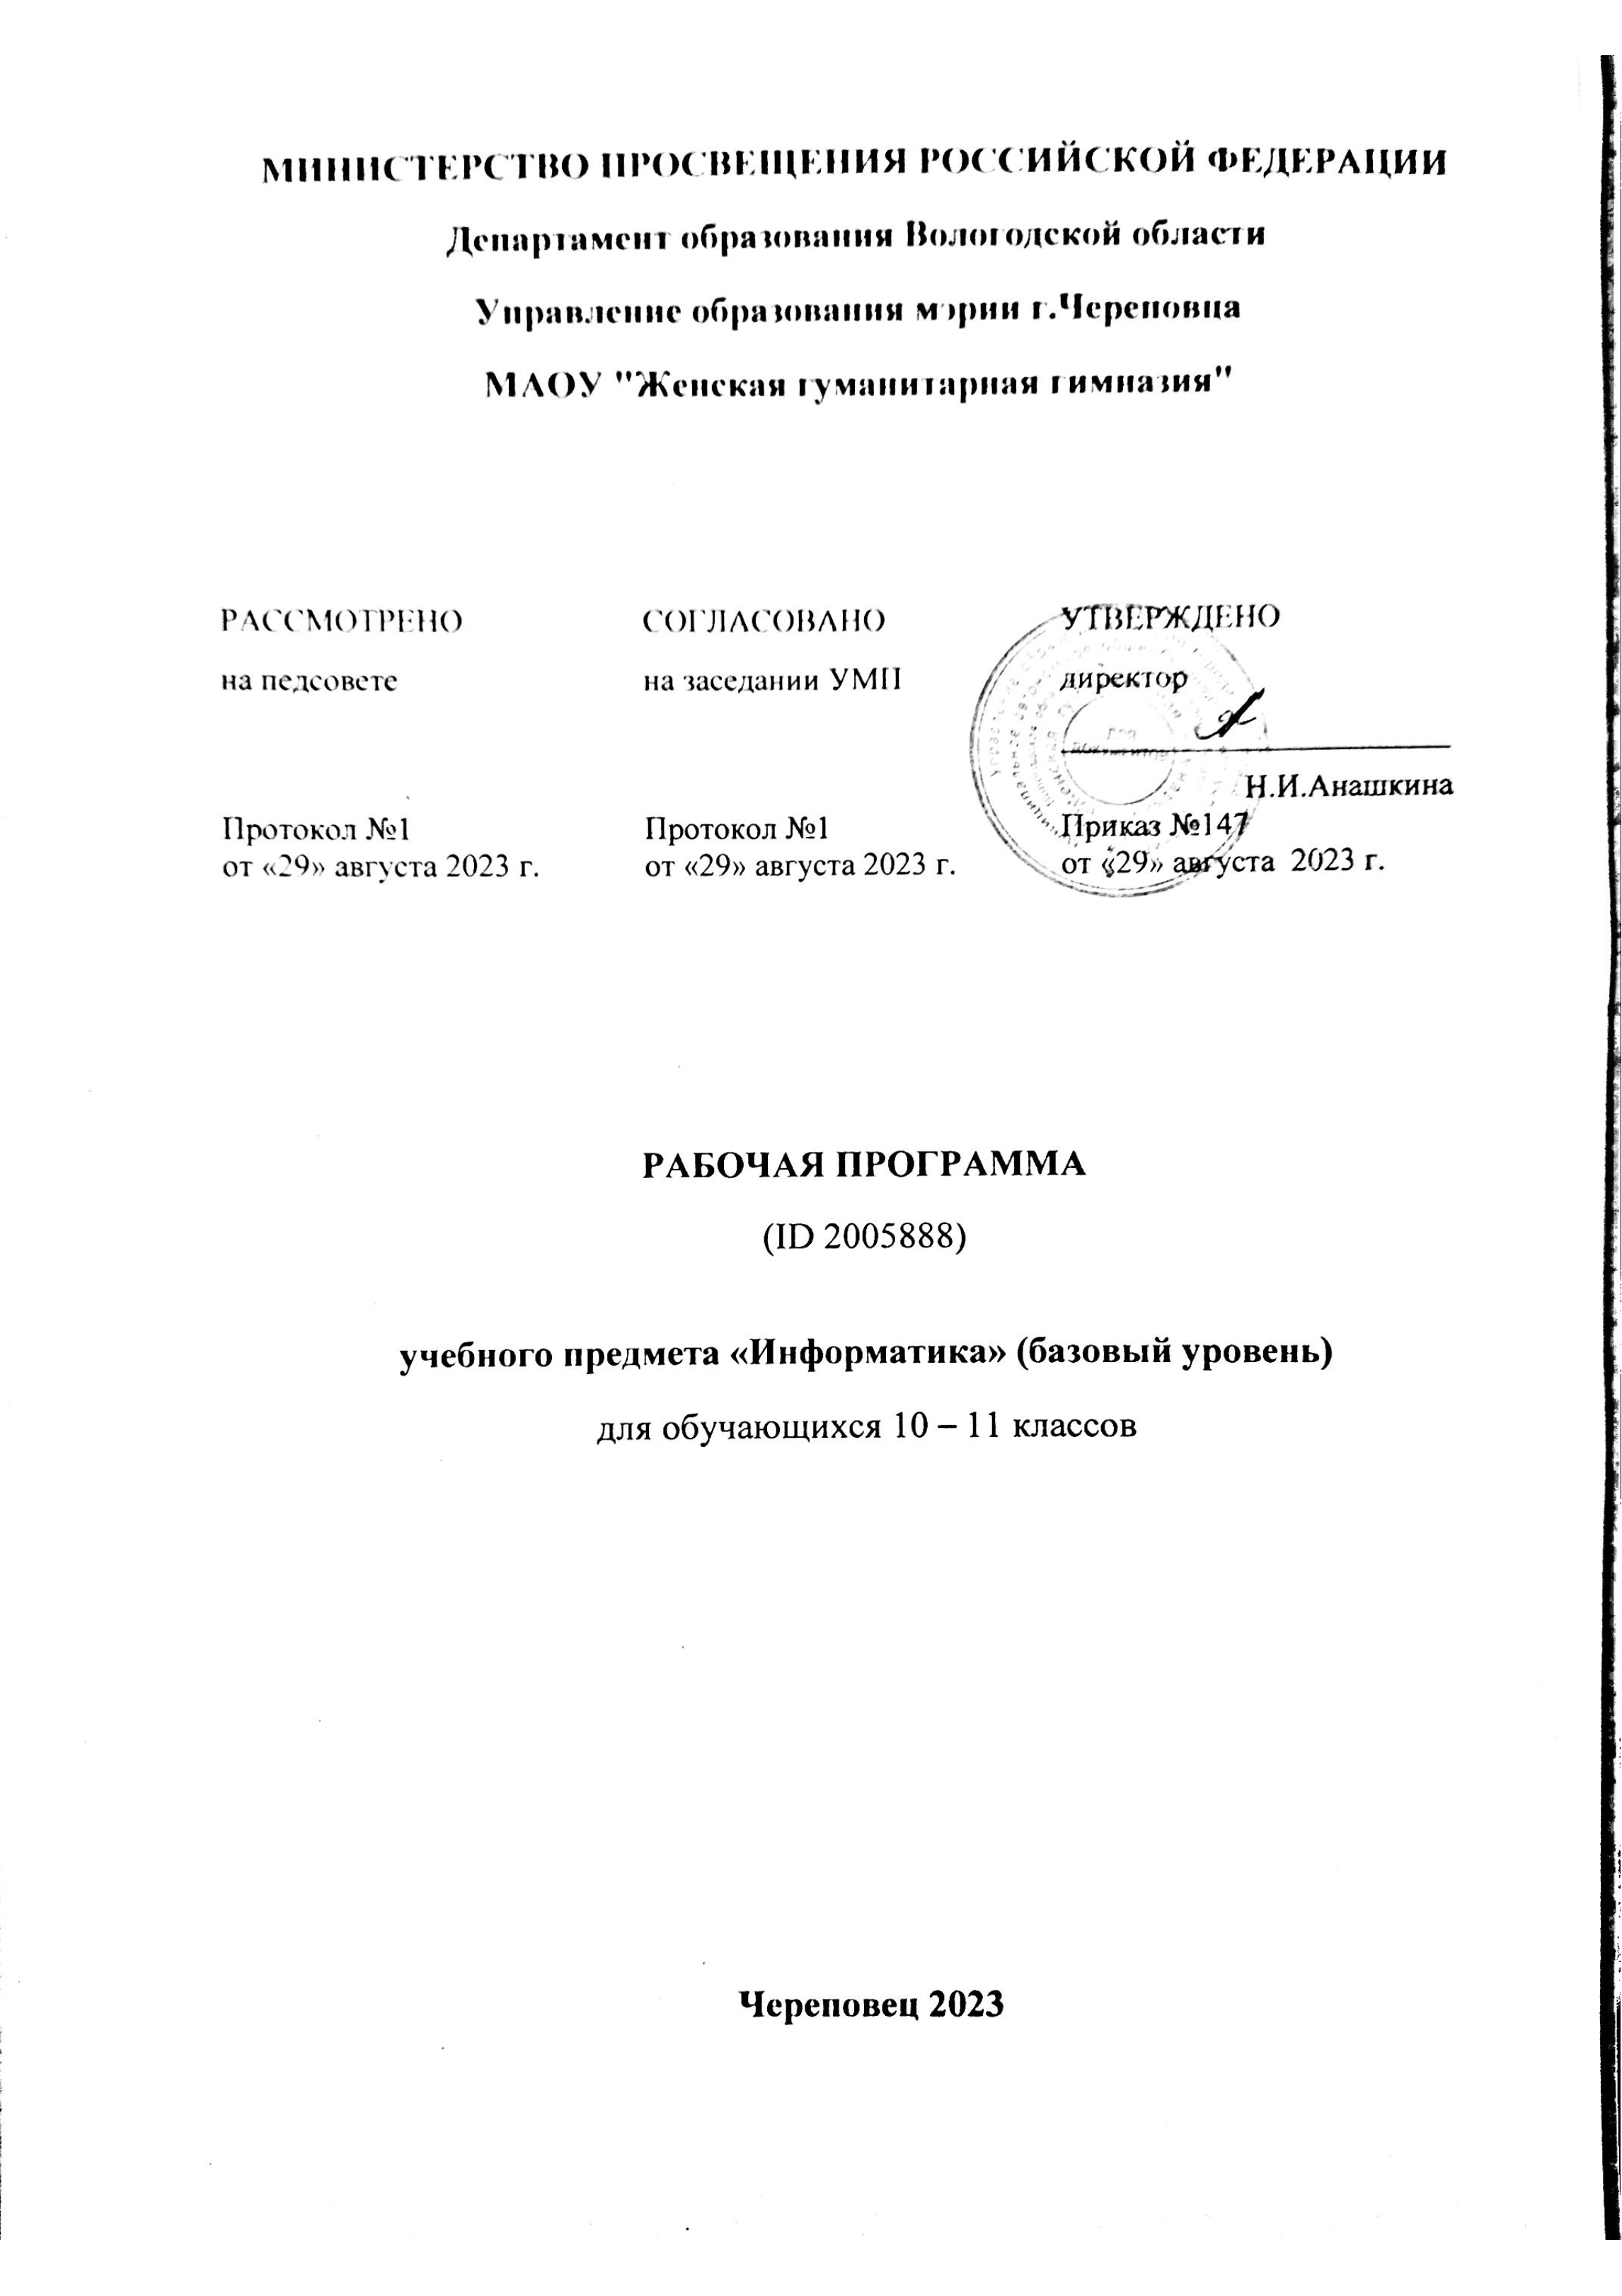 МИНИСТЕРСТВО ПРОСВЕЩЕНИЯ РОССИЙСКОЙ ФЕДЕРАЦИИ
Департамент образования Вологодской области
Управление образования мэрии г.Череповца
МАОУ "Женская гуманитарная гимназия"
РАССМОТРЕНО
на педсовете
Протокол №1
от «29» августа 2023 г.
СОГЛАСОВАНО
на заседании УМП
Протокол №1
от «29» августа 2023 г.
УТВЕРЖДЕНО
директор
Н.И.Анашкина
Приказ №147
от «29» августа 2023 г.
РАБОЧАЯ ПРОГРАММА
(ID 2005888)
учебного предмета «Информатика» (базовый уровень)
для обучающихся 10 – 11 классов
Череповец 2023